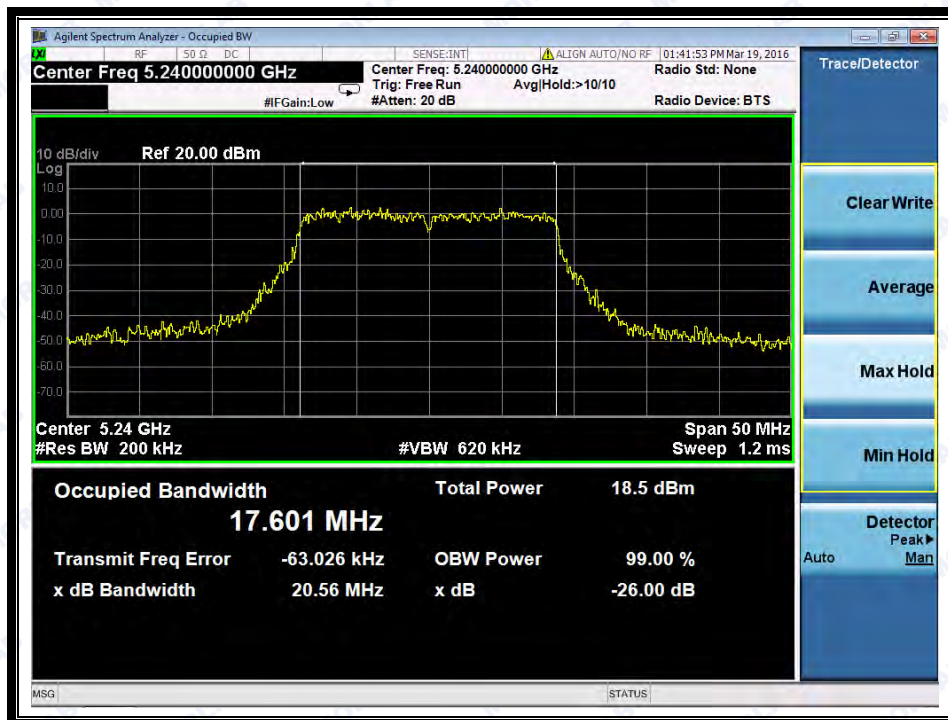 Agilent Spectrum Analyzer - Occupied BW
LXI RF 50 Ω DC SENSE:INT ALIGN AUTO/NO RF 01:41:53 PM Mar 19, 2016
Center Freq 5.240000000 GHz
Center Freq: 5.240000000 GHz Radio Std: None
Trig: Free Run Avg|Hold:>10/10
#IFGain:Low #Atten: 20 dB Radio Device: BTS
Trace/Detector
10 dB/div Ref 20.00 dBm
Log
10.0
0.00
-10.0
-20.0
-30.0
-40.0
-50.0
-60.0
-70.0
Center 5.24 GHz Span 50 MHz
#Res BW 200 kHz #VBW 620 kHz Sweep 1.2 ms
Occupied Bandwidth Total Power 18.5 dBm
17.601 MHz
Transmit Freq Error -63.026 kHz OBW Power 99.00 %
x dB Bandwidth 20.56 MHz x dB -26.00 dB
Clear Write
Average
Max Hold
Min Hold
Detector
Peak▶
Auto Man
MSG STATUS